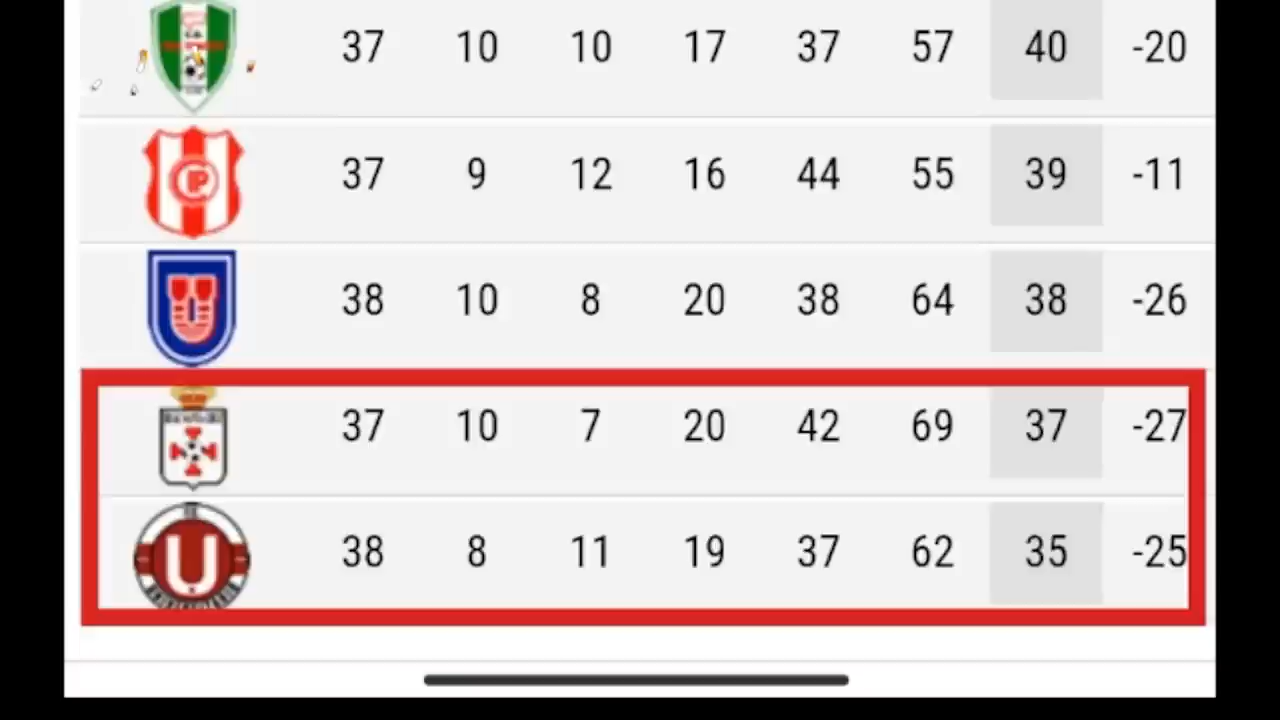 37 10 10 17 37 57 40 -20
CP 37 9 12 16 44 55 39 -11
U 38 10 8 20 38 64 38 -26
37 10 7 20 42 69 37 -27
U 38 8 11 19 37 62 35 -25